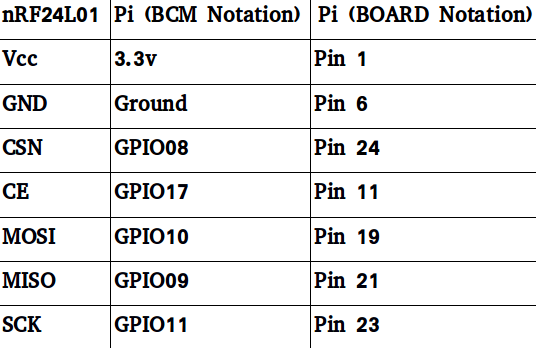 nRF24L01 Pi (BCM Notation) Pi (BOARD Notation)
Vcc 3.3v Pin 1
GND Ground Pin 6
CSN GPIO08 Pin 24
CE GPIO17 Pin 11
MOSI GPIO10 Pin 19
MISO GPIO09 Pin 21
SCK GPIO11 Pin 23